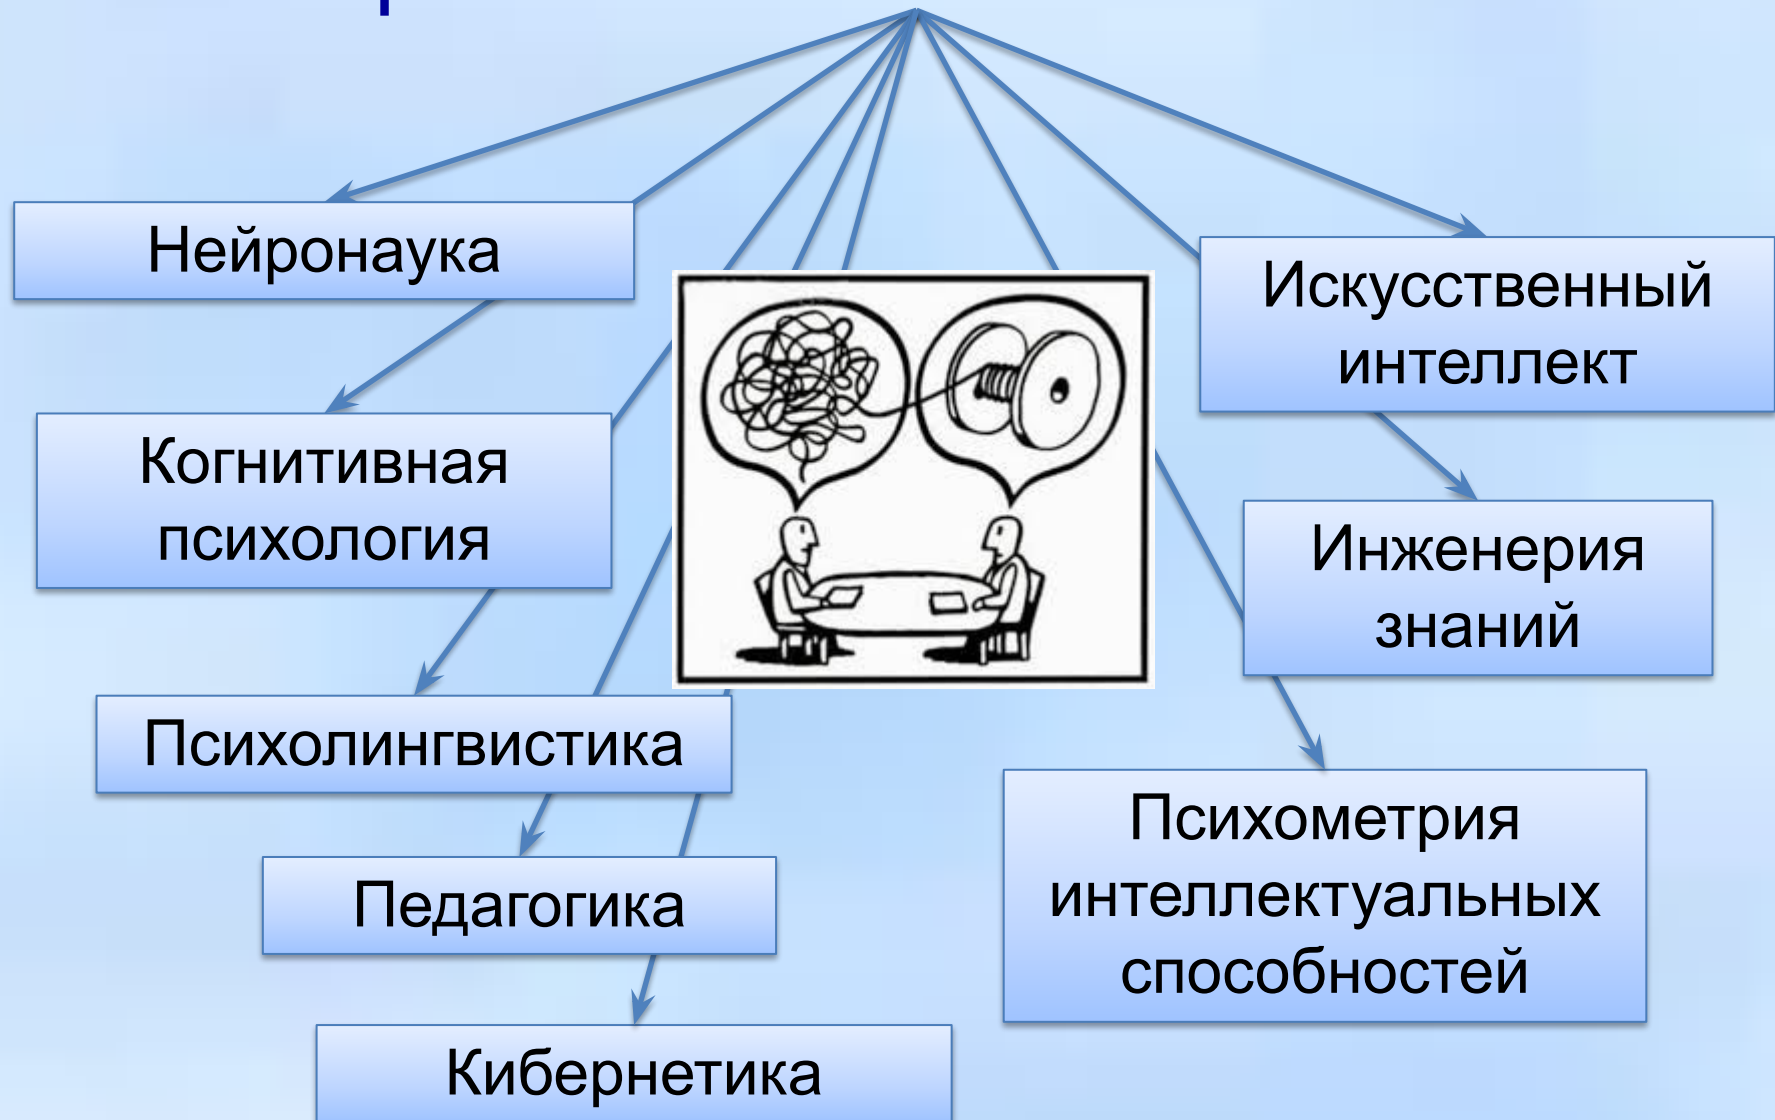 Нейронаука
Искусственный
интеллект
Когнитивная
психология
Инженерия
знаний
Психолингвистика
Психометрия
интеллектуальных
способностей
Педагогика
Кибернетика